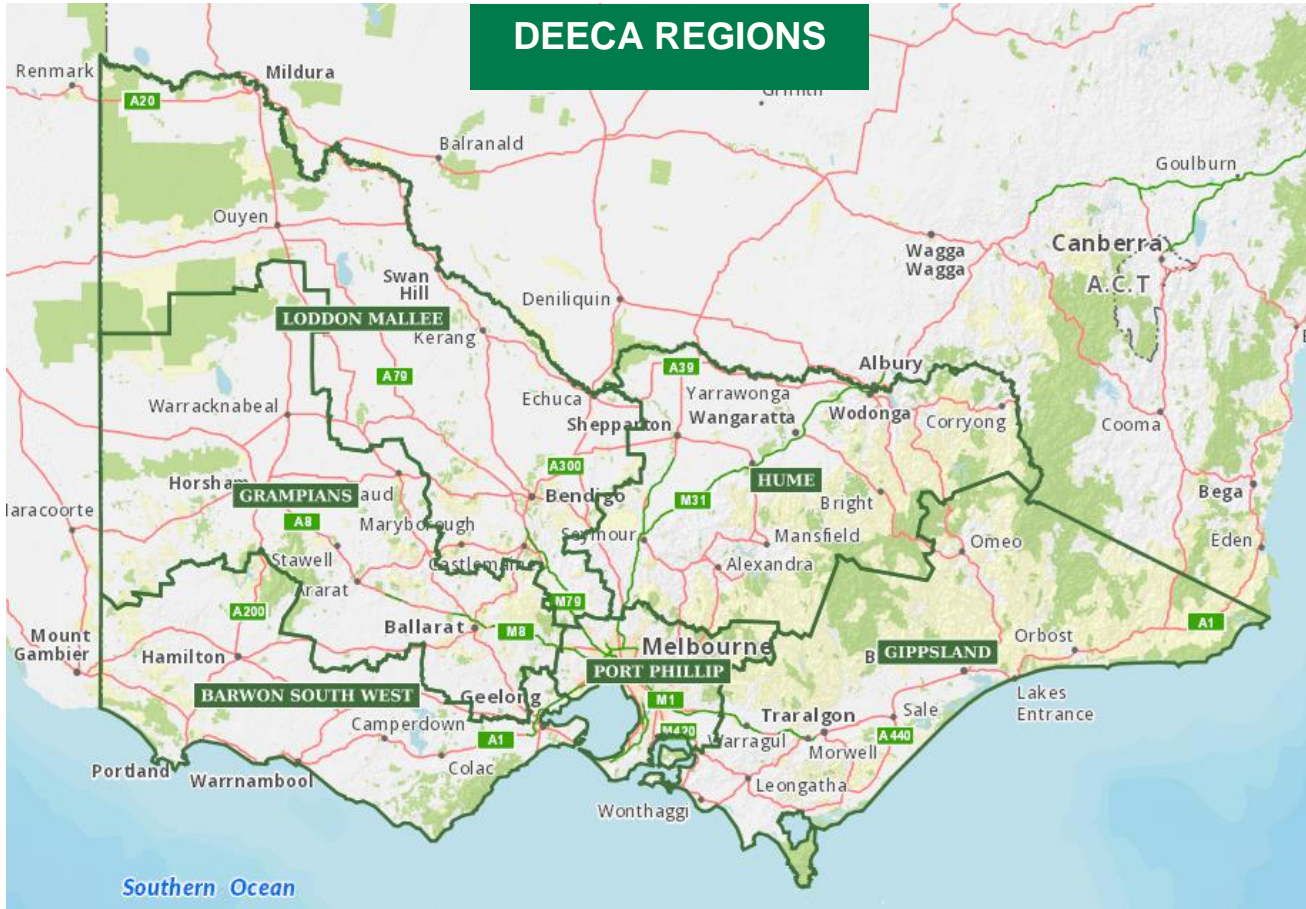 DEECA REGIONS
Renmark
Mildura
A20
Balranald
Goulburn
Ouyen
Wagga
Wagga
Canberra
A.C.T
Swan
Hill
Deniliquin
LODDON MALLEE
Kerang
Albury
A39
A79
Echuca
Yarrawonga
Warracknabeal
Shepparton
Wangaratta
Wodonga
Corryong
Cooma
A300
Horsham
GRAMPIANS
aud
Bendigo
HUME
M31
Bright
Bega
aracoorte
A8
Maryborough
Seymour
Mansfield
Omeo
Eden
Stawell
Castlemaine
Alexandra
Ararat
A200
M79
A1
Mount
Gambier
Ballarat
M8
Melbourne
Orbost
Hamilton
GIPPSLAND
PORT PHILLIP
BARWON SOUTH WEST
Geelong
M1
Lakes
Entrance
Camperdown
Traralgon
Sale
A1
M420
Warragul
A440
Morwell
Portland
Warrnambool
Colac
Leongatha
Wonthaggi
Southern Ocean